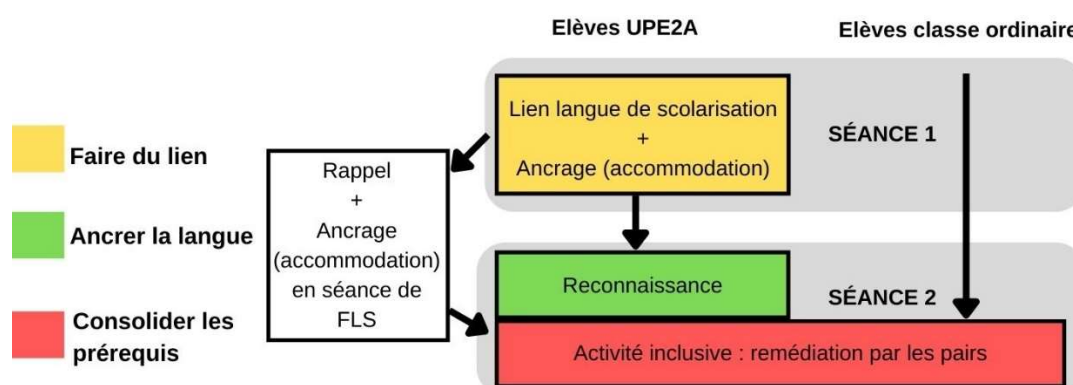 Elèves UPE2A
Elèves classe ordinaire
Faire du lien
Ancrer la langue
Consolider les
prérequis
Rappel
+
Ancrage
(accommodation)
en séance de
FLS
Lien langue de scolarisation
+
Ancrage (accommodation)
SÉANCE 1
Reconnaissance
SÉANCE 2
Activité inclusive : remédiation par les pairs